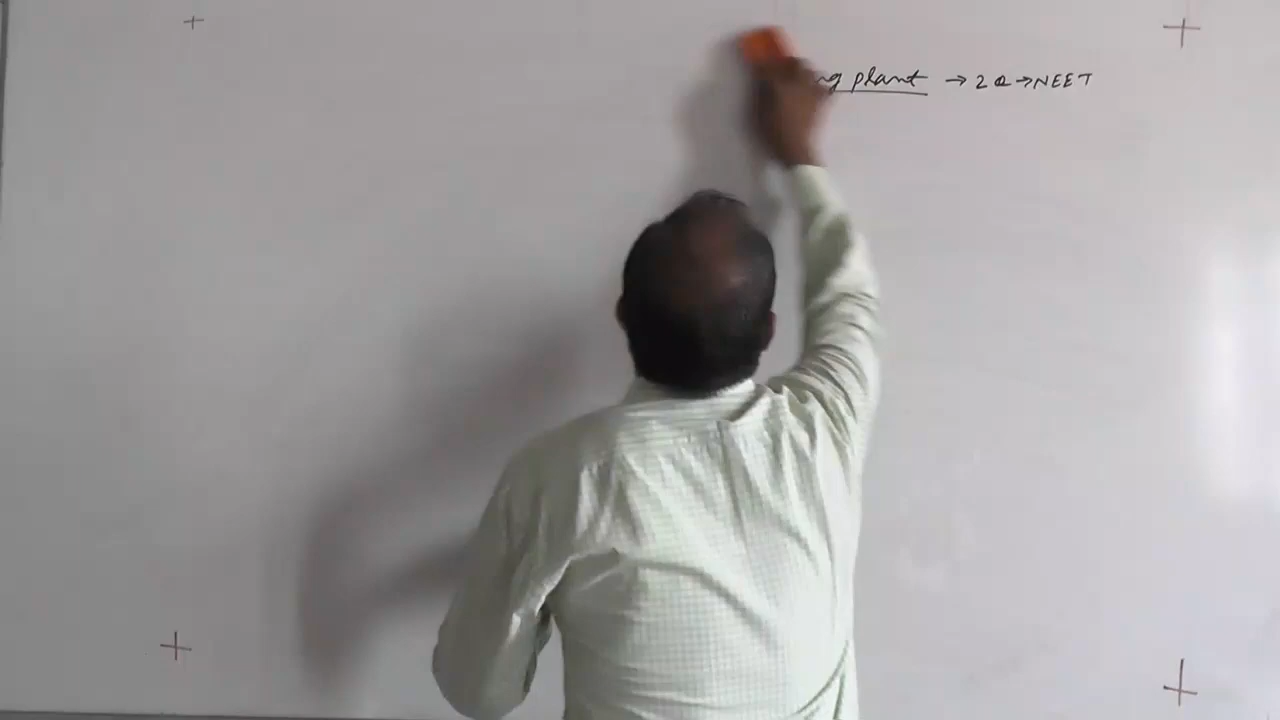 plant → 2Q → NEET